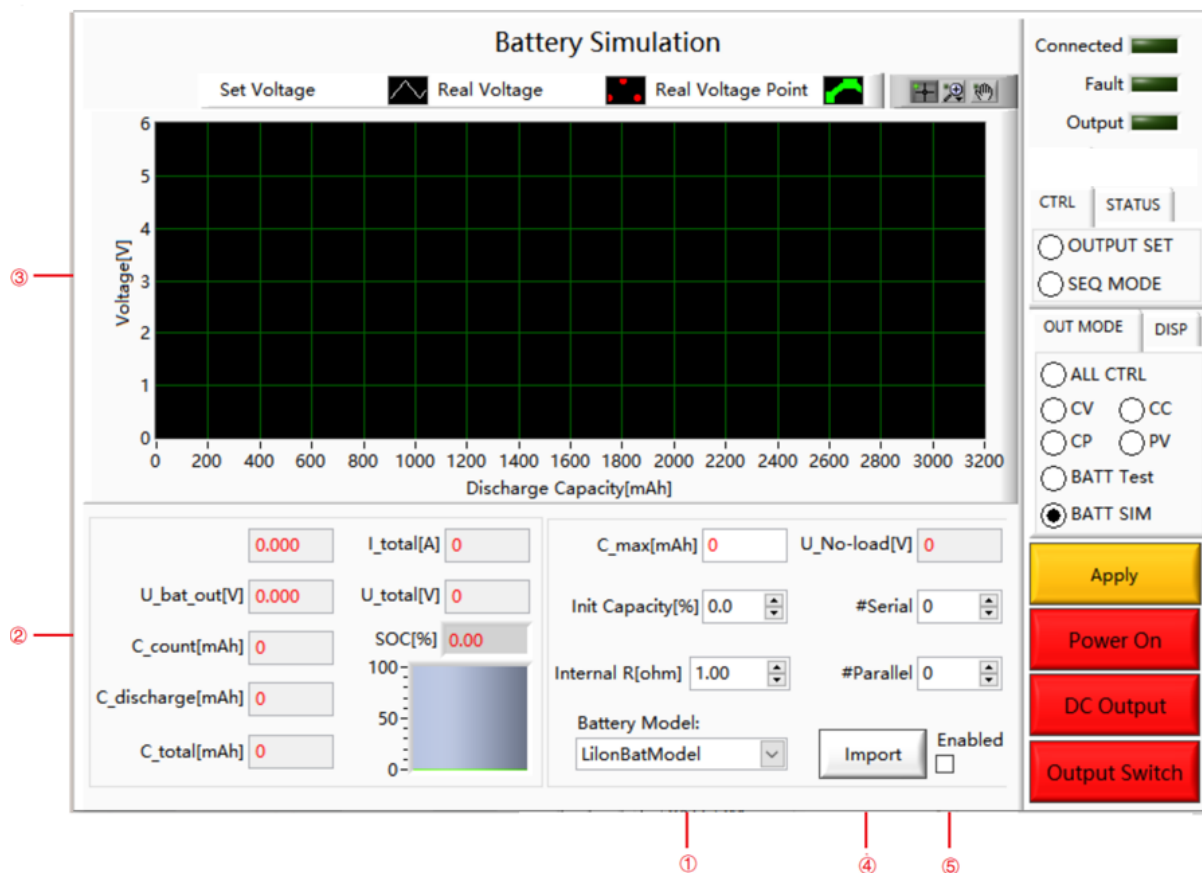 Battery Simulation
Set Voltage Real Voltage Real Voltage Point
6
5
4
3
2
1
0
Voltage[V]
0 200 400 600 800 1000 1200 1400 1600 1800 2000 2200 2400 2600 2800 3000 3200
Discharge Capacity[mAh]
③
②
0.000
U_bat_out[V] 0.000
C_count[mAh] 0
C_discharge[mAh] 0
C_total[mAh] 0
I_total[A] 0
U_total[V] 0
SOC[%] 0.00
100
50
0
C_max[mAh] 0
Init Capacity[%] 0.0
Internal R[ohm] 1.00
Battery Model:
LiIonBatModel
U_No-load[V] 0
#Serial 0
#Parallel 0
Import
Enabled
Connected
Fault
Output
CTRL STATUS
OUTPUT SET
SEQ MODE
OUT MODE DISP
ALL CTRL
CV CC
CP PV
BATT Test
BATT SIM
Apply
Power On
DC Output
Output Switch
① ④ ⑤